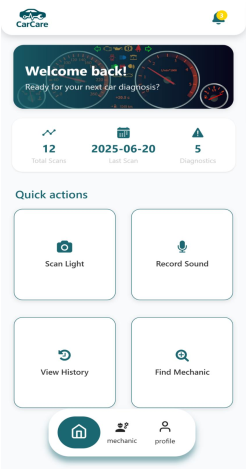 CarCare
Welcome back!
Ready for your next car diagnosis?
12 2025-06-20 5
Total Scans Last Scan Diagnostics
Quick actions
Scan Light Record Sound
View History Find Mechanic
mechanic profile